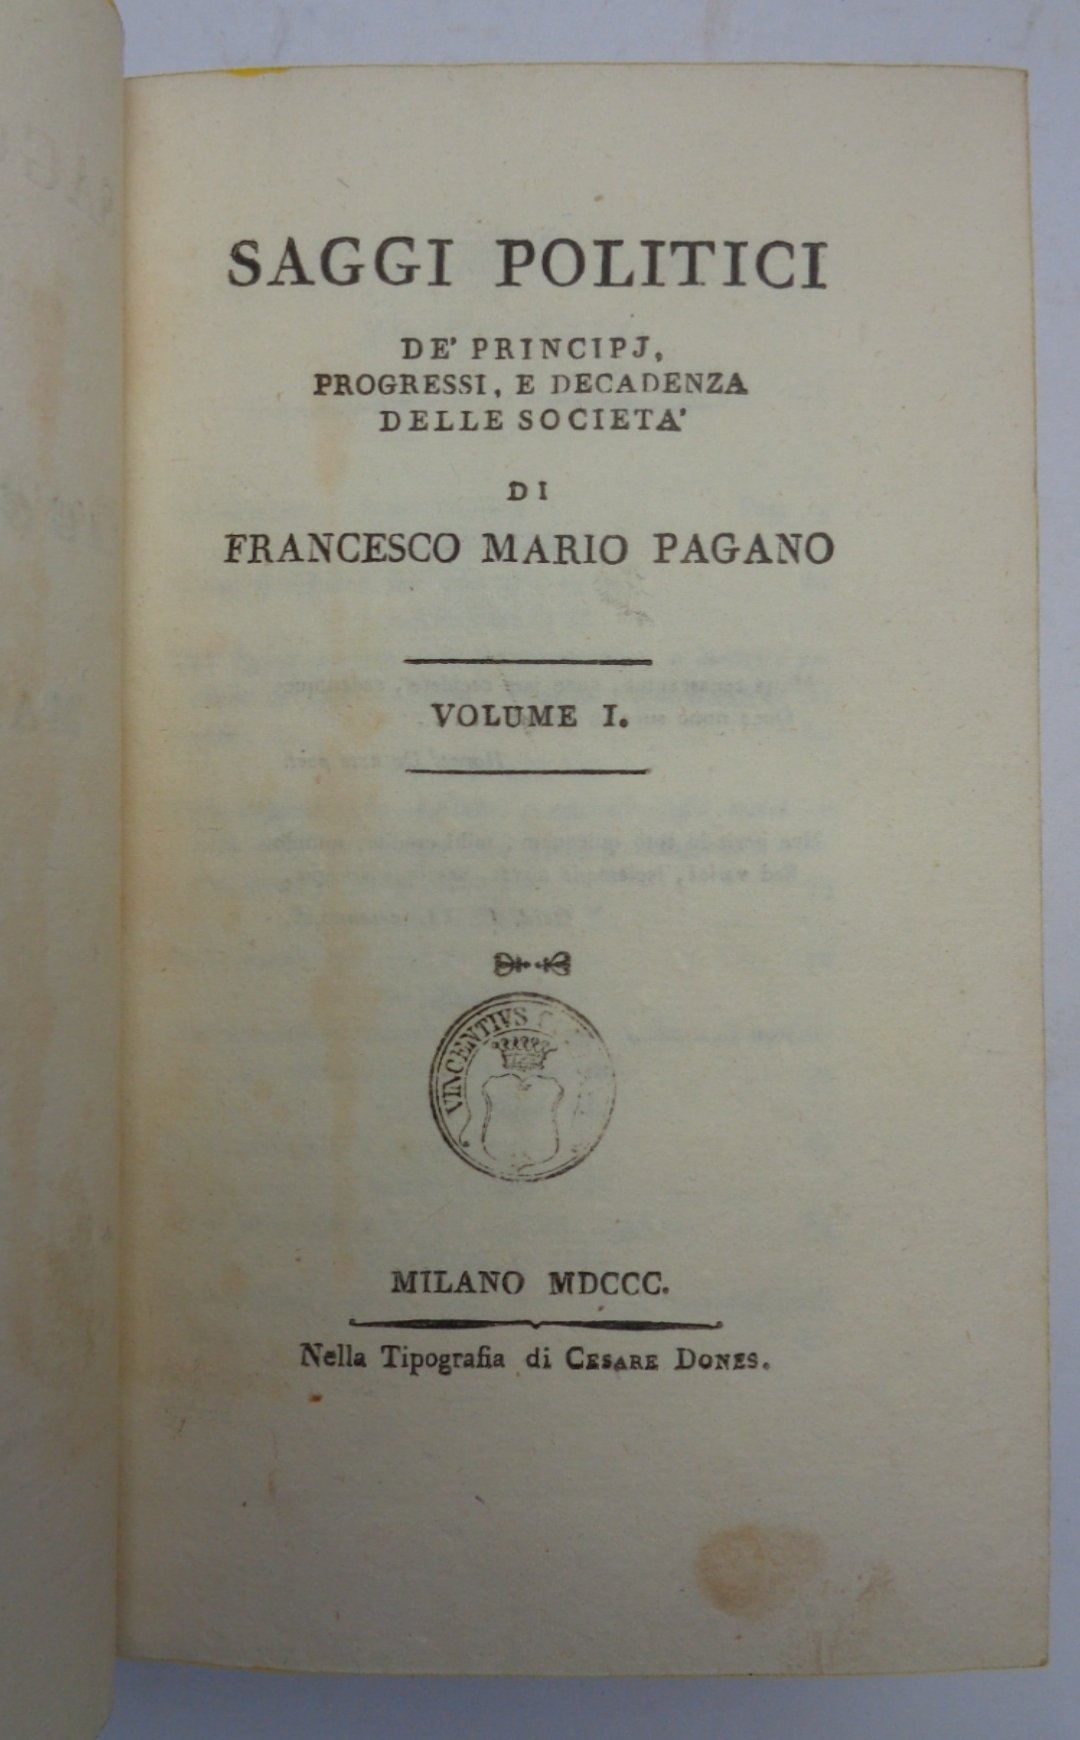 SAGGI POLITICI
DE' PRINCIPJ,
PROGRESSI, E DECADENZA
DELLE SOCIETA'
DI
FRANCESCO MARIO PAGANO
VOLUME I.
VINCENTIVS
MILANO MDCCC.
Nella Tipografia di CESARE DONES.